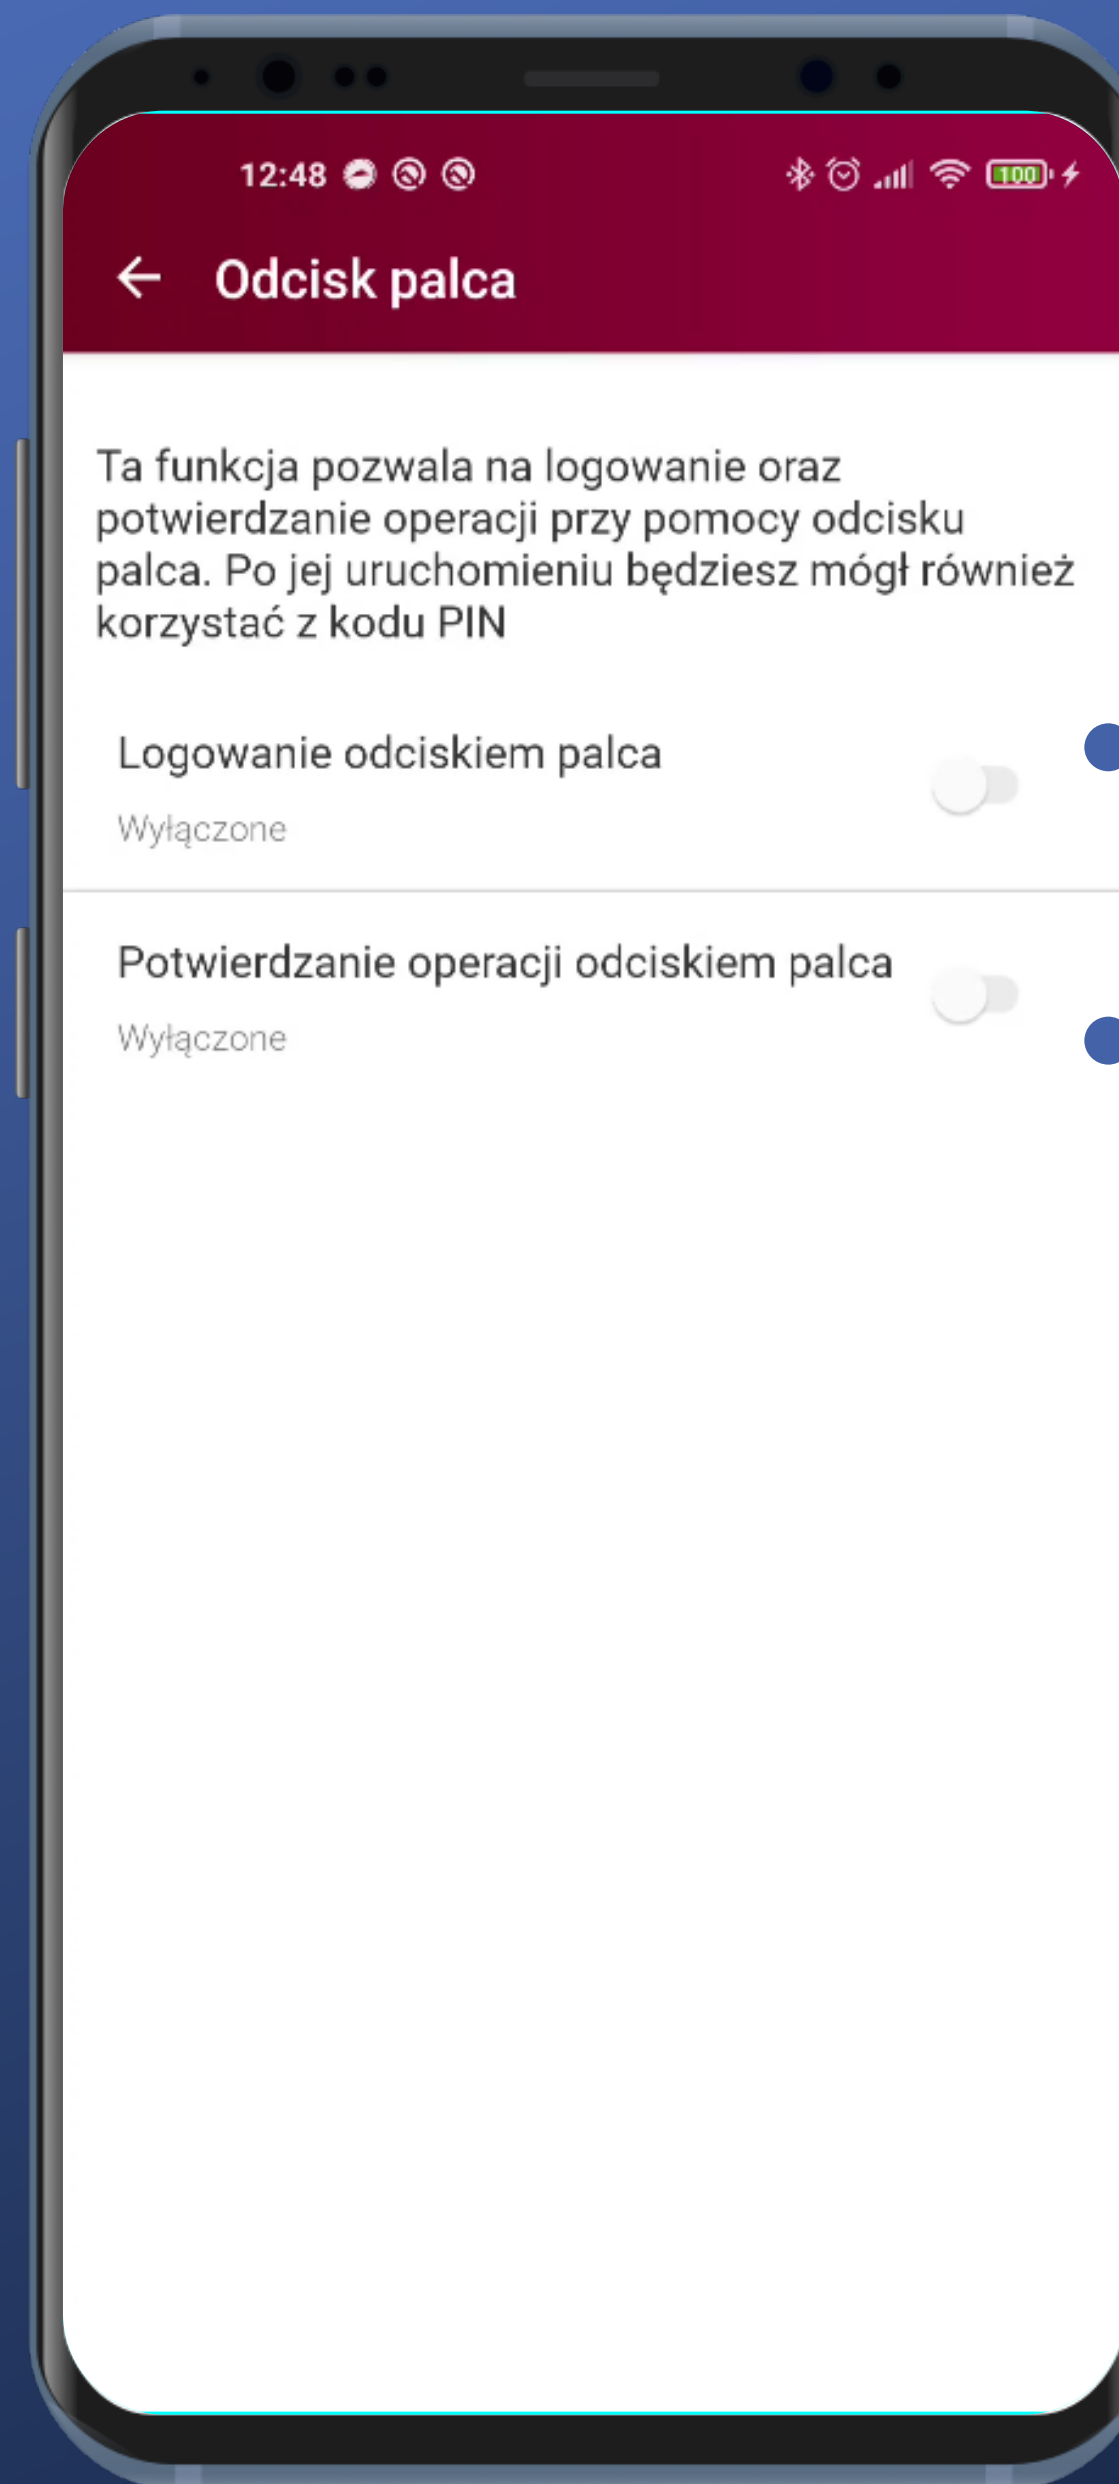 12:48
100
Odcisk palca
Ta funkcja pozwala na logowanie oraz
potwierdzanie operacji przy pomocy odcisku
palca. Po jej uruchomieniu będziesz mógł również
korzystać z kodu PIN
Logowanie odciskiem palca
Wyłączone
Potwierdzanie operacji odciskiem palca
Wyłączone